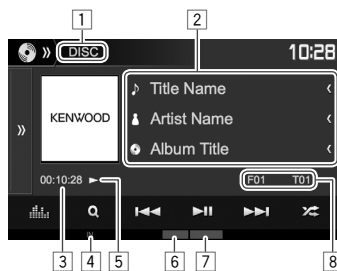 1
2
DISC
10:28
KENWOOD
Title Name
Artist Name
Album Title
00:10:28
F01 T01
IN
3 4 5 6 7 8